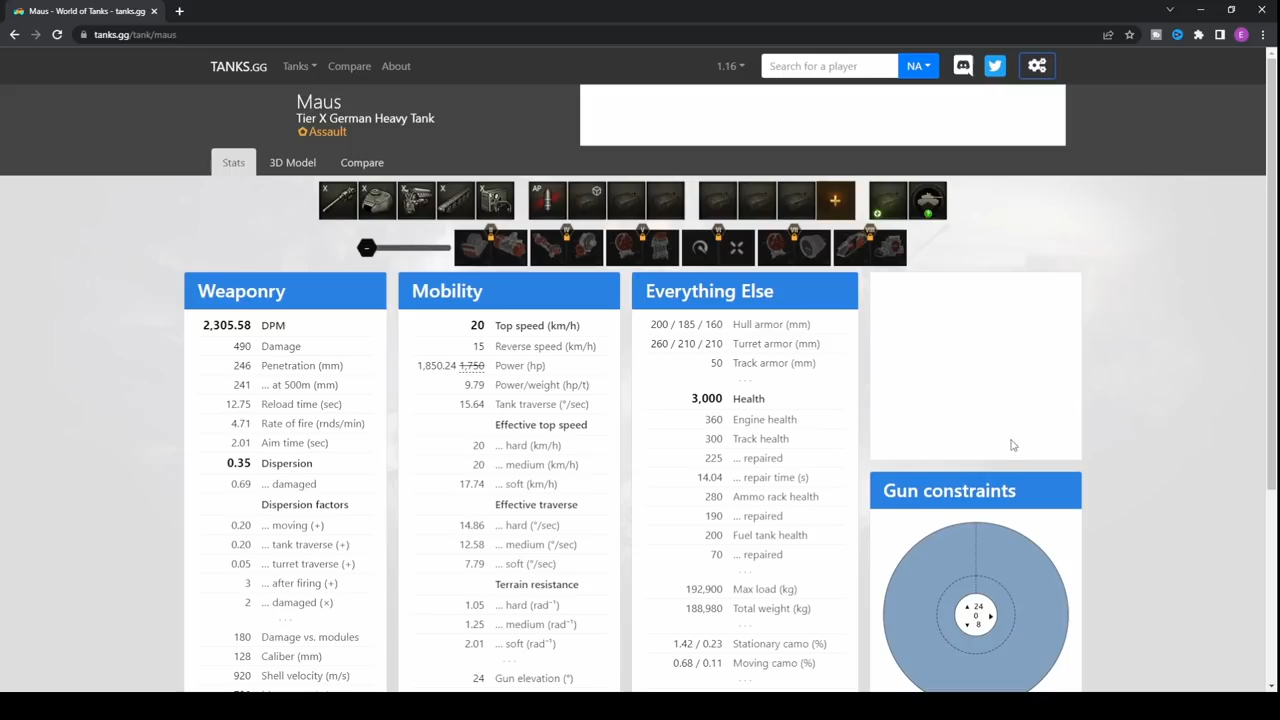 Maus - World of Tanks - tanks.gg
tanks.gg/tank/maus
E
TANKS.GG Tanks Compare About 1.16 Search for a player NA
Maus
Tier X German Heavy Tank
Assault
Stats 3D Model Compare
X X X X X AP
II IV V VI VII VIII
Weaponry
2,305.58 DPM
490 Damage
246 Penetration (mm)
241 ... at 500m (mm)
12.75 Reload time (sec)
4.71 Rate of fire (rnds/min)
2.01 Aim time (sec)
0.35 Dispersion
0.69 ... damaged
Dispersion factors
0.20 ... moving (+)
0.20 ... tank traverse (+)
0.05 ... turret traverse (+)
3 ... after firing (+)
2 ... damaged (×)
...
180 Damage vs. modules
128 Caliber (mm)
920 Shell velocity (m/s)
Mobility
20 Top speed (km/h)
15 Reverse speed (km/h)
1,850.24 1,750 Power (hp)
9.79 Power/weight (hp/t)
15.64 Tank traverse (°/sec)
Effective top speed
20 ... hard (km/h)
20 ... medium (km/h)
17.74 ... soft (km/h)
Effective traverse
14.86 ... hard (°/sec)
12.58 ... medium (°/sec)
7.79 ... soft (°/sec)
Terrain resistance
1.05 ... hard (rad⁻¹)
1.25 ... medium (rad⁻¹)
2.01 ... soft (rad⁻¹)
...
24 Gun elevation (°)
Everything Else
200 / 185 / 160 Hull armor (mm)
260 / 210 / 210 Turret armor (mm)
50 Track armor (mm)
...
3,000 Health
360 Engine health
300 Track health
225 ... repaired
14.04 ... repair time (s)
280 Ammo rack health
190 ... repaired
200 Fuel tank health
70 ... repaired
...
192,900 Max load (kg)
188,980 Total weight (kg)
...
1.42 / 0.23 Stationary camo (%)
0.68 / 0.11 Moving camo (%)
...
Gun constraints
24
0
8